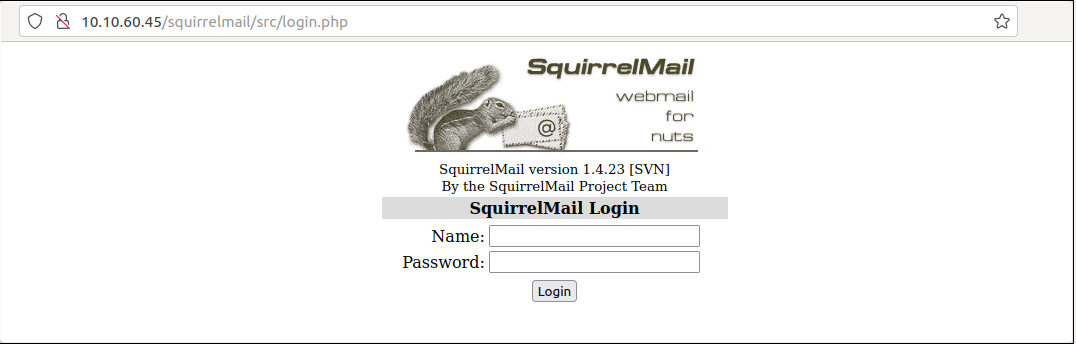 10.10.60.45/squirrelmail/src/login.php
SquirrelMail
webmail
for
nuts
@
SquirrelMail version 1.4.23 [SVN]
By the SquirrelMail Project Team
SquirrelMail Login
Name:
Password:
Login